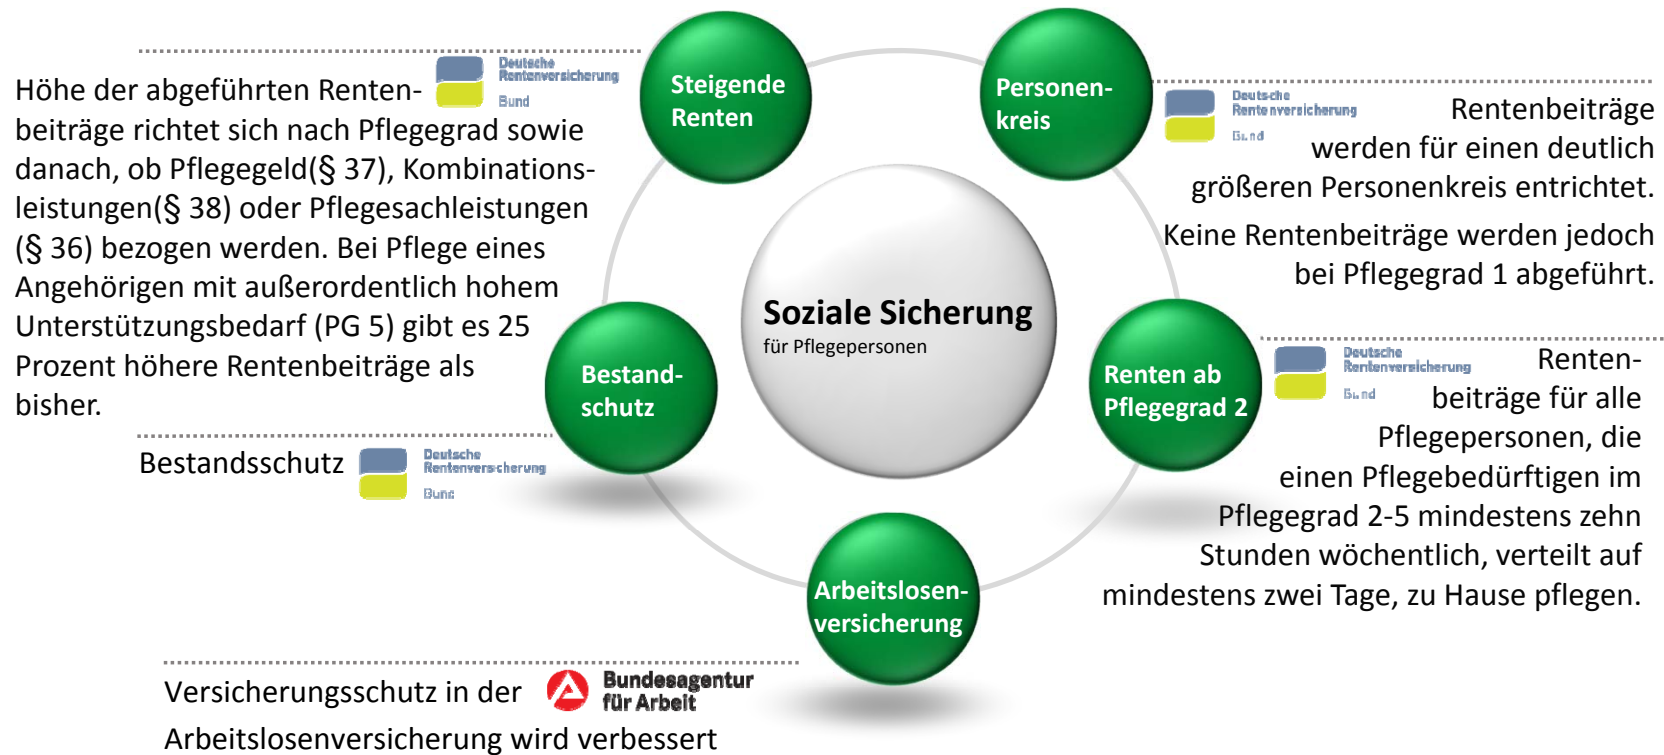 Steigende
Renten
Deutsche
Rentenversicherung
Bund
Höhe der abgeführten Renten-
beiträge richtet sich nach Pflegegrad sowie
danach, ob Pflegegeld(§ 37), Kombinations-
leistungen(§ 38) oder Pflegesachleistungen
(§ 36) bezogen werden. Bei Pflege eines
Angehörigen mit außerordentlich hohem
Unterstützungsbedarf (PG 5) gibt es 25
Prozent höhere Rentenbeiträge als
bisher.
Personen-
kreis
Deutsche
Rentenversicherung
Bund
Rentenbeiträge
werden für einen deutlich
größeren Personenkreis entrichtet.
Keine Rentenbeiträge werden jedoch
bei Pflegegrad 1 abgeführt.
Soziale Sicherung
für Pflegepersonen
Renten ab
Pflegegrad 2
Deutsche
Rentenversicherung
Bund
Renten-
beiträge für alle
Pflegepersonen, die
einen Pflegebedürftigen im
Pflegegrad 2-5 mindestens zehn
Stunden wöchentlich, verteilt auf
mindestens zwei Tage, zu Hause pflegen.
Bestand-
schutz
Bestandsschutz
Deutsche
Rentenversicherung
Bund
Arbeitslosen-
versicherung
Versicherungsschutz in der
Bundesagentur
für Arbeit
Arbeitslosenversicherung wird verbessert